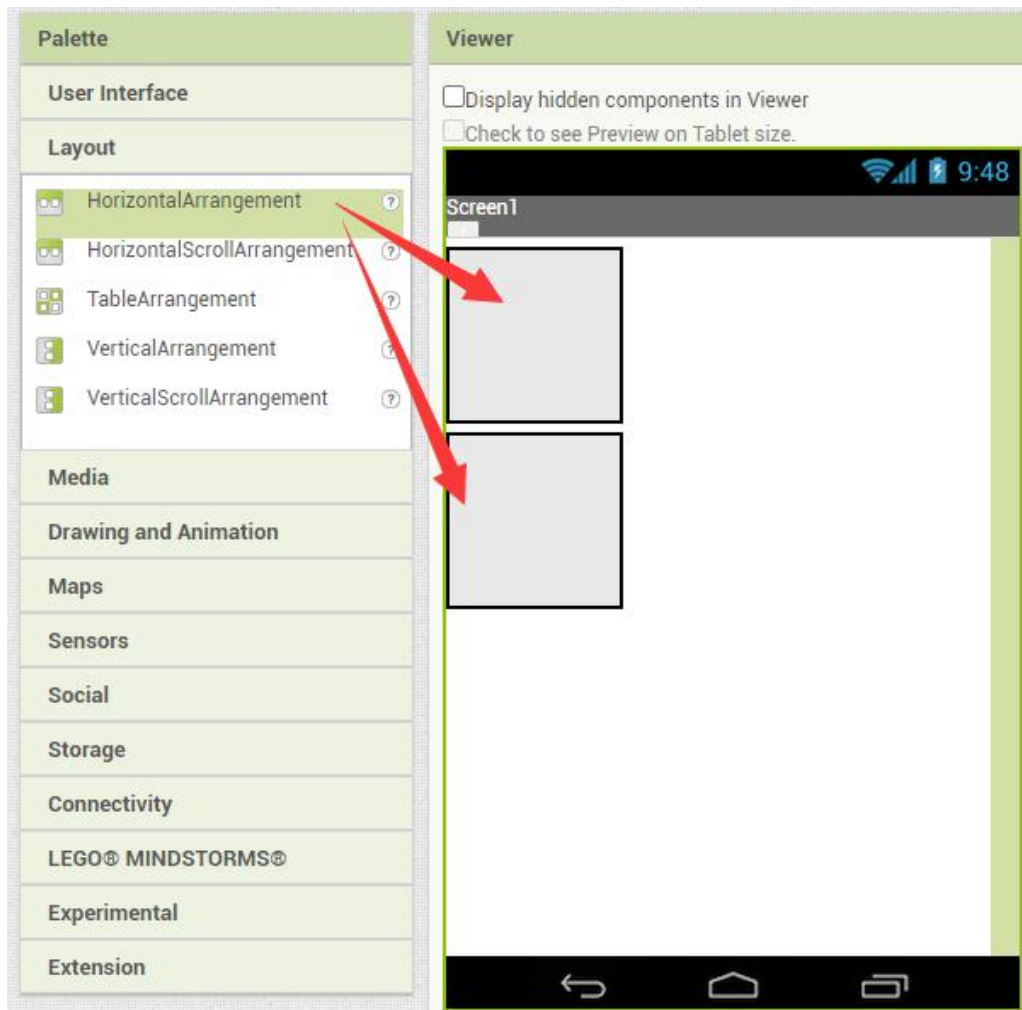 Palette
User Interface
Layout
HorizontalArrangement ?
HorizontalScrollArrangement ?
TableArrangement ?
VerticalArrangement ?
VerticalScrollArrangement ?
Media
Drawing and Animation
Maps
Sensors
Social
Storage
Connectivity
LEGO® MINDSTORMS®
Experimental
Extension
Viewer
Display hidden components in Viewer
Check to see Preview on Tablet size.
9:48
Screen1